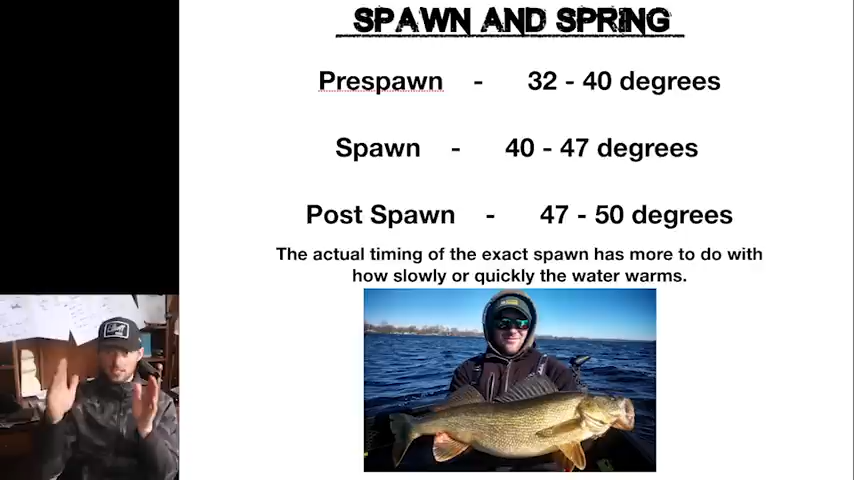 SPAWN AND SPRING
Prespawn - 32 - 40 degrees
Spawn - 40 - 47 degrees
Post Spawn - 47 - 50 degrees
The actual timing of the exact spawn has more to do with
how slowly or quickly the water warms.